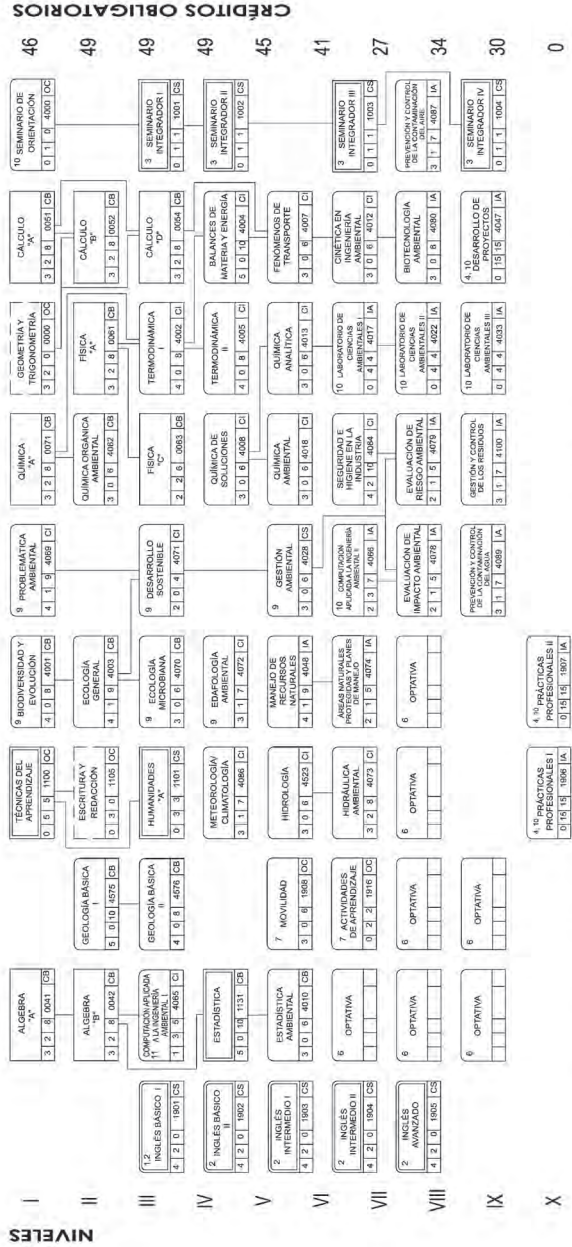 NIVELES
CRÉDITOS OBLIGATORIOS
I
ALGEBRA
"A"
3 2 8 0041 CB
TÉCNICAS DEL
APRENDIZAJE
0 5 5 1100 OC
9 BIODIVERSIDAD Y
EVOLUCIÓN
4 0 8 4001 CB
9 PROBLEMÁTICA
AMBIENTAL
4 1 9 4069 CI
QUÍMICA
"A"
3 2 8 0071 CB
GEOMETRÍA Y
TRIGONOMETRÍA
3 2 0 0000 OC
CÁLCULO
"A"
3 2 8 0051 CB
10 SEMINARIO DE
ORIENTACIÓN
0 1 0 4000 OC
46
II
ALGEBRA
"B"
3 2 8 0042 CB
GEOLOGÍA BÁSICA
I
5 0 10 4575 CB
ESCRITURA Y
REDACCIÓN
0 3 0 1105 OC
ECOLOGÍA
GENERAL
4 1 9 4003 CB
QUÍMICA ORGÁNICA
AMBIENTAL
3 0 6 4062 CB
FÍSICA
"A"
3 2 8 0061 CB
CÁLCULO
"B"
3 2 8 0052 CB
49
III
1,2
INGLÉS BÁSICO I
4 2 0 1901 CS
COMPUTACIÓN APLICADA
A LA INGENIERÍA
11 AMBIENTAL I
1 3 5 4065 CI
GEOLOGÍA BÁSICA
II
4 0 8 4576 CB
HUMANIDADES
"A"
0 3 3 1101 CS
9 ECOLOGÍA
MICROBIANA
3 0 6 4070 CB
9 DESARROLLO
SOSTENIBLE
2 0 4 4071 CI
FÍSICA
"C"
2 2 6 0063 CB
TERMODINÁMICA
I
4 0 8 4002 CI
CÁLCULO
"D"
3 2 8 0054 CB
3 SEMINARIO
INTEGRADOR I
0 1 1 1001 CS
49
IV
2 INGLÉS BÁSICO
II
4 2 0 1902 CS
ESTADÍSTICA
5 0 10 1131 CB
METEOROLOGÍA/
CLIMATOLOGÍA
3 1 7 4086 CI
9 EDAFOLOGÍA
AMBIENTAL
3 1 7 4072 CI
QUÍMICA DE
SOLUCIONES
3 0 6 4008 CI
TERMODINÁMICA
II
4 0 8 4005 CI
BALANCES DE
MATERIA Y ENERGÍA
5 0 10 4004 CI
3 SEMINARIO
INTEGRADOR II
0 1 1 1002 CS
49
V
2 INGLÉS
INTERMEDIO I
4 2 0 1903 CS
ESTADÍSTICA
AMBIENTAL
3 0 6 4010 CB
7 MOVILIDAD
3 0 6 1908 OC
HIDROLOGÍA
3 0 6 4523 CI
MANEJO DE
RECURSOS
NATURALES
4 1 9 4048 IA
9 GESTIÓN
AMBIENTAL
3 0 6 4028 CS
QUÍMICA
AMBIENTAL
3 0 6 4018 CI
QUÍMICA
ANALÍTICA
3 0 6 4013 CI
FENÓMENOS DE
TRANSPORTE
3 0 6 4007 CI
45
VI
2 INGLÉS
INTERMEDIO II
4 2 0 1904 CS
6 OPTATIVA
7 ACTIVIDADES
DE APRENDIZAJE
0 2 2 1916 OC
HIDRÁULICA
AMBIENTAL
3 2 8 4073 CI
ÁREAS NATURALES
PROTEGIDAS Y PLANES
DE MANEJO
2 1 5 4074 IA
10 COMPUTACIÓN
APLICADA A LA INGENIERÍA
AMBIENTAL II
2 3 7 4066 IA
SEGURIDAD E
HIGIENE EN LA
INDUSTRIA
4 2 10 4064 CI
10 LABORATORIO DE
CIENCIAS
AMBIENTALES I
0 4 4 4017 IA
CINÉTICA EN
INGENIERÍA
AMBIENTAL
3 0 6 4012 CI
3 SEMINARIO
INTEGRADOR III
0 1 1 1003 CS
41
VII
2 INGLÉS
AVANZADO
4 2 0 1905 CS
6 OPTATIVA
6 OPTATIVA
6 OPTATIVA
6 OPTATIVA
EVALUACIÓN DE
IMPACTO AMBIENTAL
2 1 5 4078 IA
EVALUACIÓN DE
RIESGO AMBIENTAL
2 1 5 4079 IA
10 LABORATORIO DE
CIENCIAS
AMBIENTALES II
0 4 4 4022 IA
BIOTECNOLOGÍA
AMBIENTAL
3 0 6 4080 IA
PREVENCIÓN Y CONTROL
DE LA CONTAMINACIÓN
DEL AIRE
3 1 7 4087 IA
27
VIII
6 OPTATIVA
6 OPTATIVA
PREVENCIÓN Y CONTROL
DE LA CONTAMINACIÓN
DEL AGUA
3 1 7 4089 IA
GESTIÓN Y CONTROL
DE LOS RESIDUOS
3 1 7 4100 IA
10 LABORATORIO DE
CIENCIAS
AMBIENTALES III
0 4 4 4033 IA
4, 10
DESARROLLO DE
PROYECTOS
0 15 15 4047 IA
3 SEMINARIO
INTEGRADOR IV
0 1 1 1004 CS
34
IX
30
X
4, 10 PRÁCTICAS
PROFESIONALES I
0 15 15 1906 IA
4, 10 PRÁCTICAS
PROFESIONALES II
0 15 15 1907 IA
0